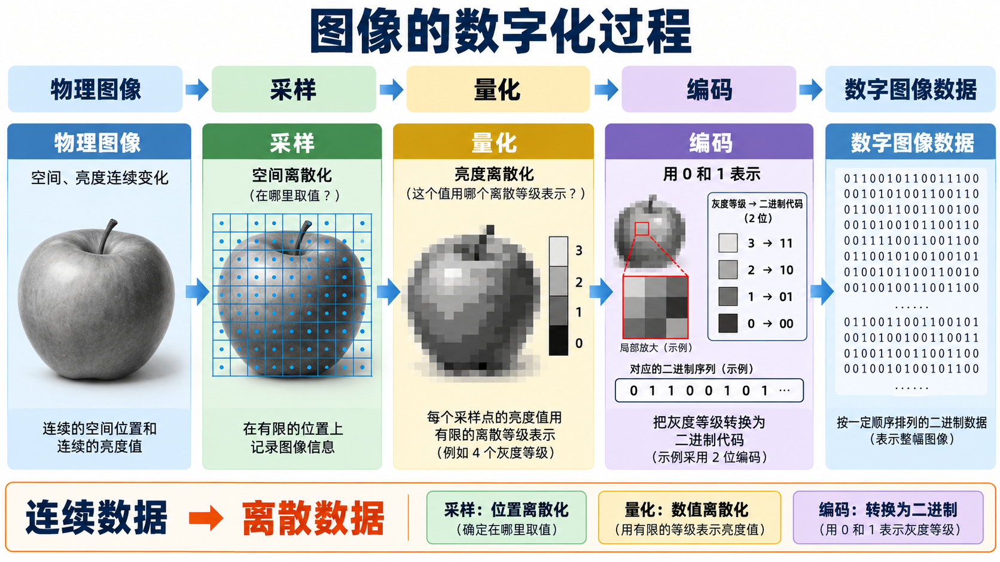 图像的数字化过程
物理图像
采样
量化
编码
数字图像数据
物理图像
空间、亮度连续变化
连续的空间位置和
连续的亮度值
采样
空间离散化
（在哪里取值？）
在有限的位置上
记录图像信息
量化
亮度离散化
（这个值用哪个离散等级表示？）
3
2
1
0
每个采样点的亮度值用
有限的离散等级表示
（例如 4 个灰度等级）
编码
用 0 和 1 表示
灰度等级 → 二进制代码
（2 位）
3 → 11
2 → 10
1 → 01
0 → 00
局部放大（示例）
对应的二进制序列（示例）
0 1 1 0 0 1 0 1 ···
把灰度等级转换为
二进制代码
（示例采用 2 位编码）
数字图像数据
0110010110011100
0010101001100110
0110011001100100
0101001011001100
0011110011001100
0110010100100101
0101001101100010
0010100011001100
······
0110011001100101
0010100101100011
0100110011001100
0010010100101100
······
按一定顺序排列的二进制数据
（表示整幅图像）
连续数据
离散数据
采样：位置离散化
（确定在哪里取值）
量化：数值离散化
（用有限的等级表示亮度值）
编码：转换为二进制
（用 0 和 1 表示灰度等级）